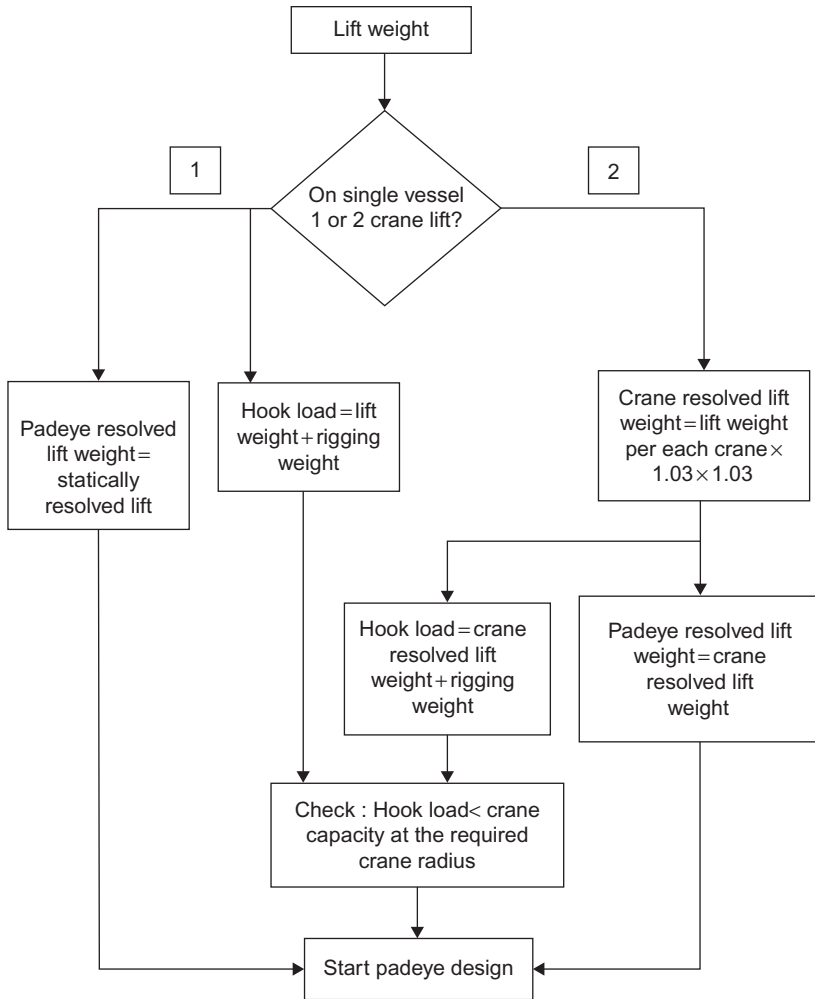 Lift weight
1
2
On single vessel
1 or 2 crane lift?
Padeye resolved
lift weight=
statically
resolved lift
Hook load=lift
weight+rigging
weight
Crane resolved lift
weight=lift weight
per each crane×
1.03×1.03
Hook load=crane
resolved lift
weight+rigging
weight
Padeye resolved lift
weight=crane
resolved lift
weight
Check : Hook load< crane
capacity at the required
crane radius
Start padeye design